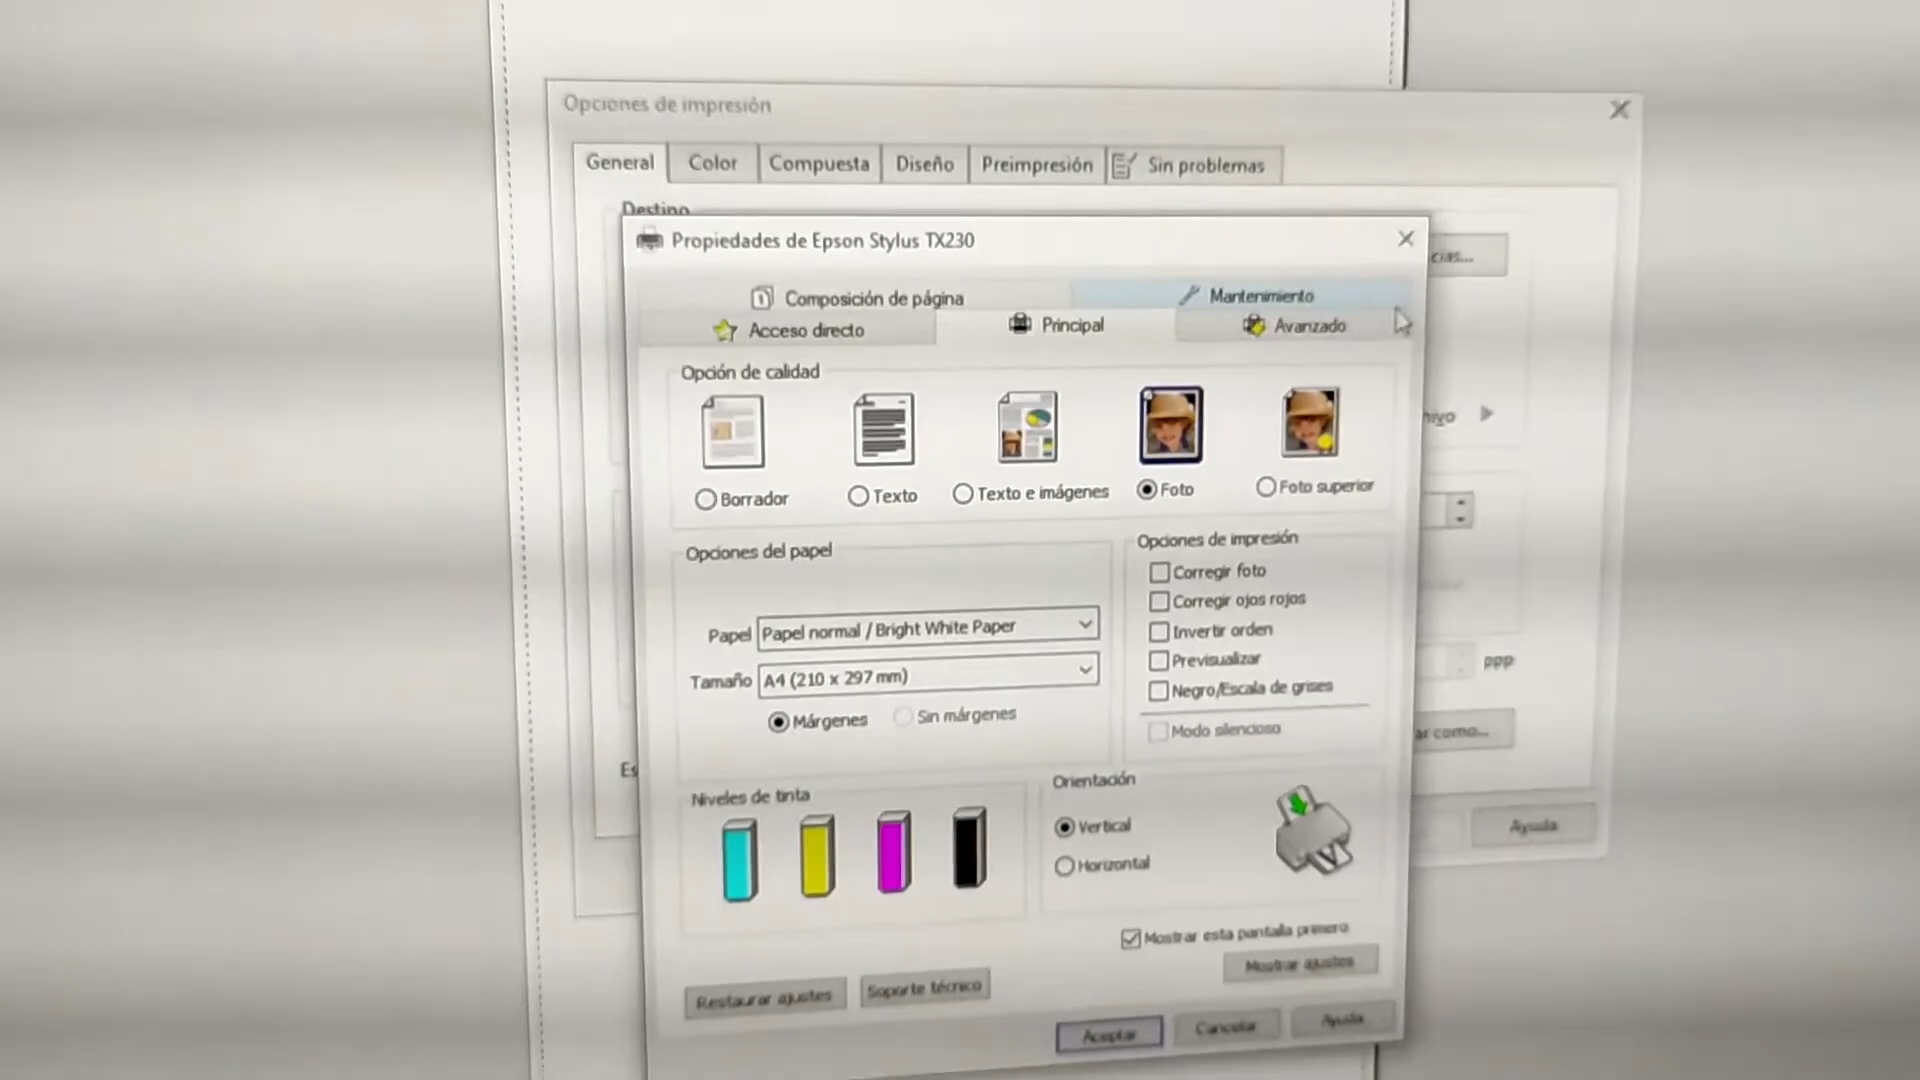 Opciones de impresión
General
Color
Compuesta
Diseño
Preimpresión
Sin problemas
Destino
Propiedades de Epson Stylus TX230
Composición de página
Mantenimiento
Acceso directo
Principal
Avanzado
Opción de calidad
Borrador
Texto
Texto e imágenes
Foto
Foto superior
Opciones del papel
Papel
Papel normal / Bright White Paper
Tamaño
A4 (210 x 297 mm)
Márgenes
Sin márgenes
Opciones de impresión
Corregir foto
Corregir ojos rojos
Invertir orden
Previsualizar
Negro/Escala de grises
Modo silencioso
ppp
ar como...
Es
Niveles de tinta
Orientación
Vertical
Horizontal
Ayuda
Mostrar esta pantalla primero
Mostrar ajustes
Restaurar ajustes
Soporte técnico
Aceptar
Cancelar
Ayuda